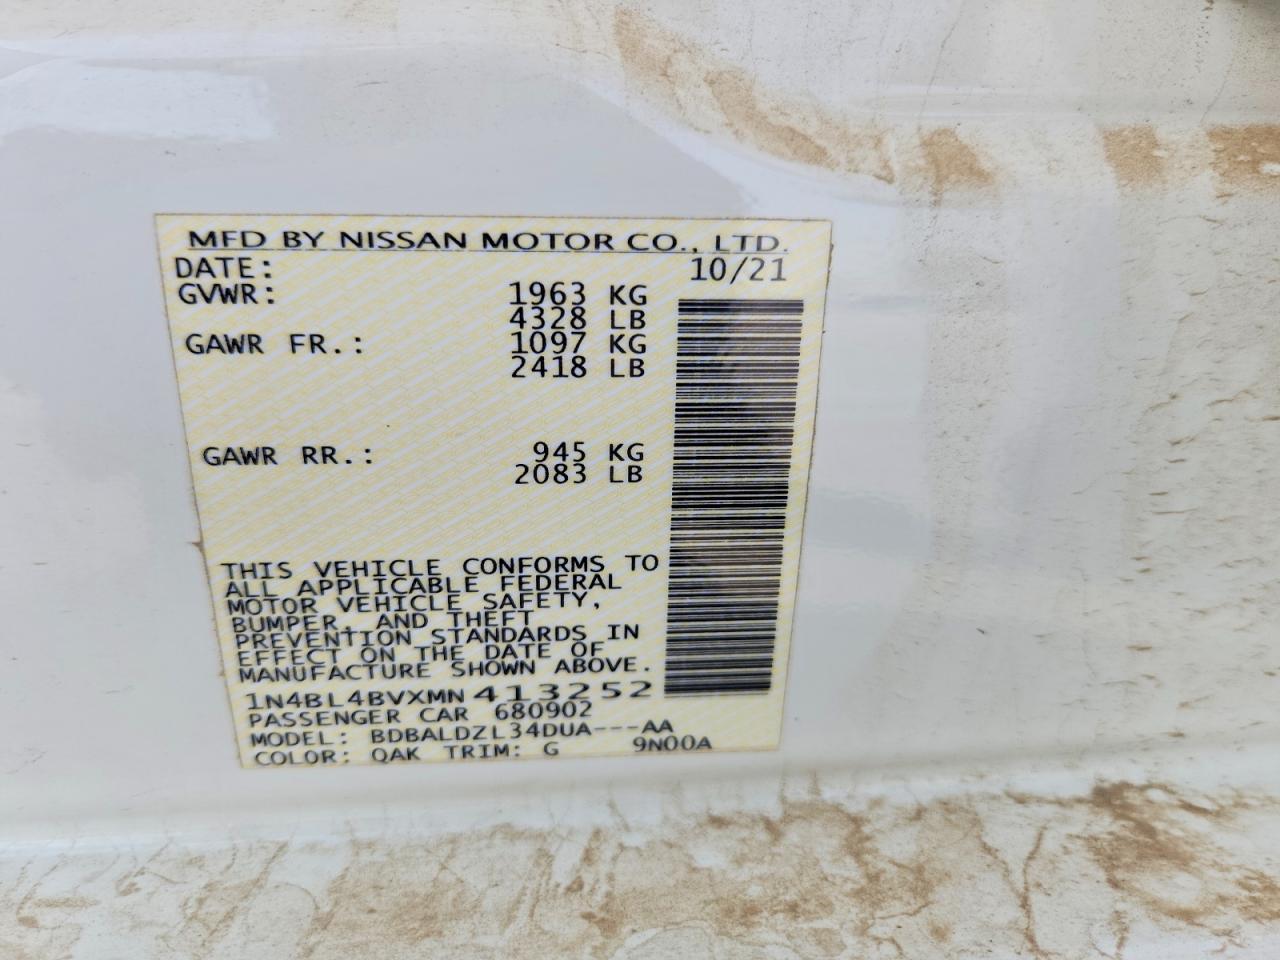 MFD BY NISSAN MOTOR CO., LTD.
DATE: 10/21
GVWR: 1963 KG
4328 LB
GAWR FR.: 1097 KG
2418 LB
GAWR RR.: 945 KG
2083 LB
THIS VEHICLE CONFORMS TO
ALL APPLICABLE FEDERAL
MOTOR VEHICLE SAFETY,
BUMPER, AND THEFT
PREVENTION STANDARDS IN
EFFECT ON THE DATE OF
MANUFACTURE SHOWN ABOVE.
1N4BL4BVXMN413252
PASSENGER CAR 680902
MODEL: BDBALDZL34DUA---AA
COLOR: QAK TRIM: G 9N00A